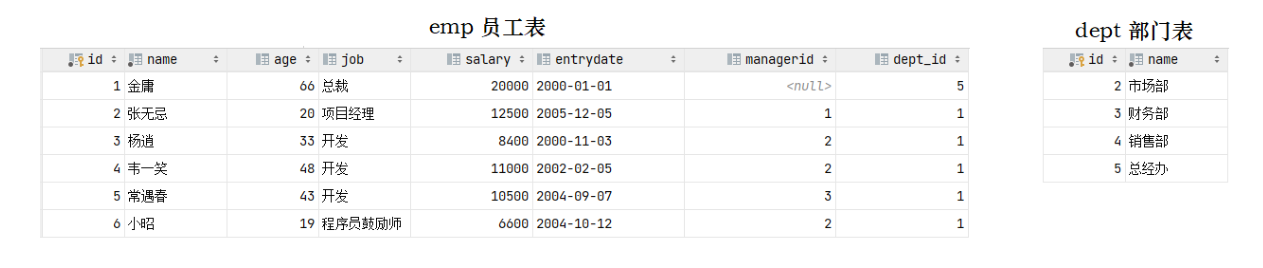 emp 员工表
id name age job salary entrydate managerid dept_id
1 金庸 66 总裁 20000 2000-01-01 <null> 5
2 张无忌 20 项目经理 12500 2005-12-05 1 1
3 杨逍 33 开发 8400 2000-11-03 2 1
4 韦一笑 48 开发 11000 2002-02-05 2 1
5 常遇春 43 开发 10500 2004-09-07 3 1
6 小昭 19 程序员鼓励师 6600 2004-10-12 2 1
dept 部门表
id name
2 市场部
3 财务部
4 销售部
5 总经办